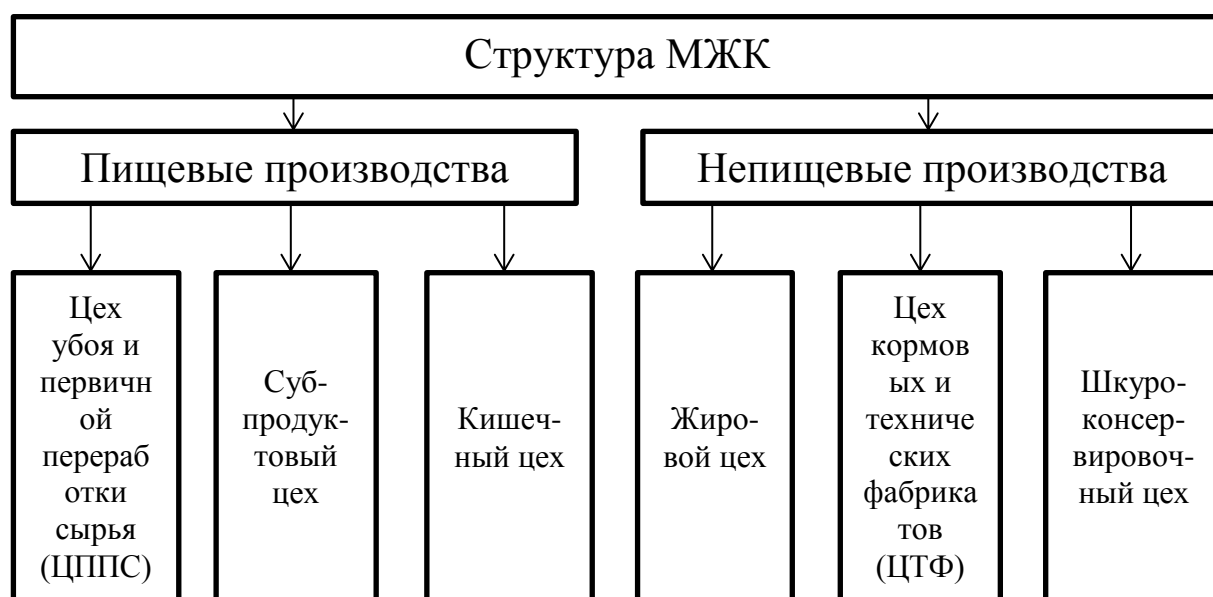 Структура МЖК
Пищевые производства
Непищевые производства
Цех
убоя и
первичн
ой
перераб
отки
сырья
(ЦППС)
Суб-
продук-
товый
цех
Кишеч-
ный цех
Жиро-
вой цех
Цех
кормов
ых и
техниче
ских
фабрика
тов
(ЦТФ)
Шкуро-
консер-
вировоч-
ный цех